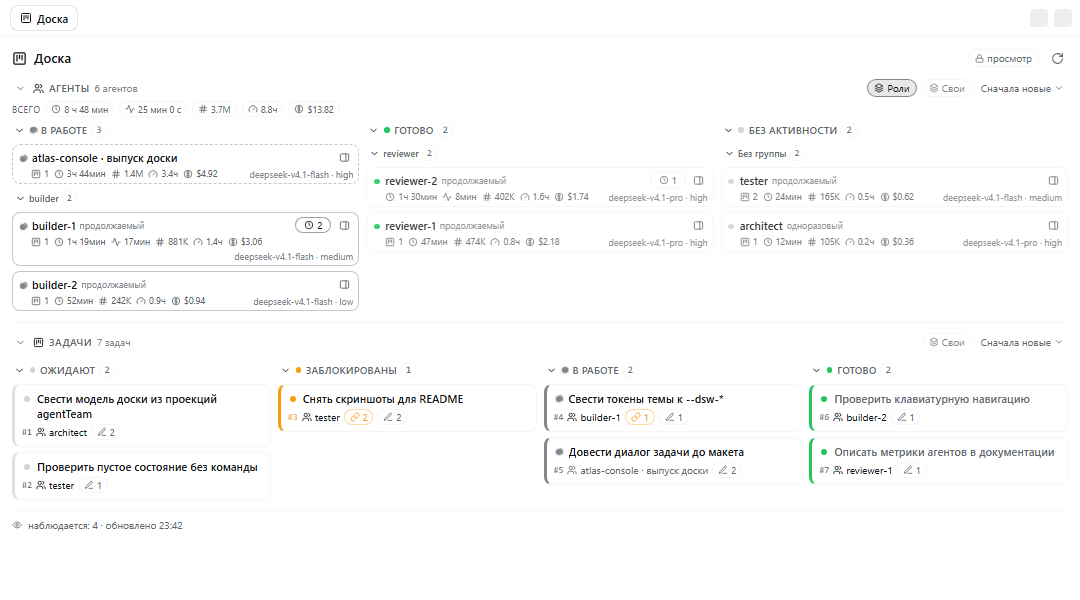 Доска
Доска
просмотр
АГЕНТЫ 6 агентов
Роли
Свои
Сначала новые
ВСЕГО 8 ч 48 мин 25 мин 0 с 3.7M 8.8ч $13.82
В РАБОТЕ 3
atlas-console · выпуск доски
1 3ч 44мин 1.4M 3.4ч $4.92 deepseek-v4.1-flash · high
builder 2
builder-1 продолжаемый 2
1 1ч 19мин 17мин 881K 1.4ч $3.06
deepseek-v4.1-flash · medium
builder-2 продолжаемый
1 52мин 242K 0.9ч $0.94 deepseek-v4.1-flash · low
ГОТОВО 2
reviewer 2
reviewer-2 продолжаемый 1
1ч 30мин 8мин 402K 1.6ч $1.74 deepseek-v4.1-pro · high
reviewer-1 продолжаемый
1 47мин 474K 0.8ч $2.18 deepseek-v4.1-pro · high
БЕЗ АКТИВНОСТИ 2
Без группы 2
tester продолжаемый
2 24мин 165K 0.5ч $0.62 deepseek-v4.1-flash · medium
architect одноразовый
1 12мин 105K 0.2ч $0.36 deepseek-v4.1-pro · high
ЗАДАЧИ 7 задач
Свои
Сначала новые
ОЖИДАЮТ 2
Свести модель доски из проекций
agentTeam
#1 architect 2
Проверить пустое состояние без команды
#2 tester 1
ЗАБЛОКИРОВАНЫ 1
Снять скриншоты для README
#3 tester 2 2
В РАБОТЕ 2
Свести токены темы к --dsw-*
#4 builder-1 1 1
Довести диалог задачи до макета
#5 atlas-console · выпуск доски 2
ГОТОВО 2
Проверить клавиатурную навигацию
#6 builder-2 1
Описать метрики агентов в документации
#7 reviewer-1 1
наблюдается: 4 · обновлено 23:42